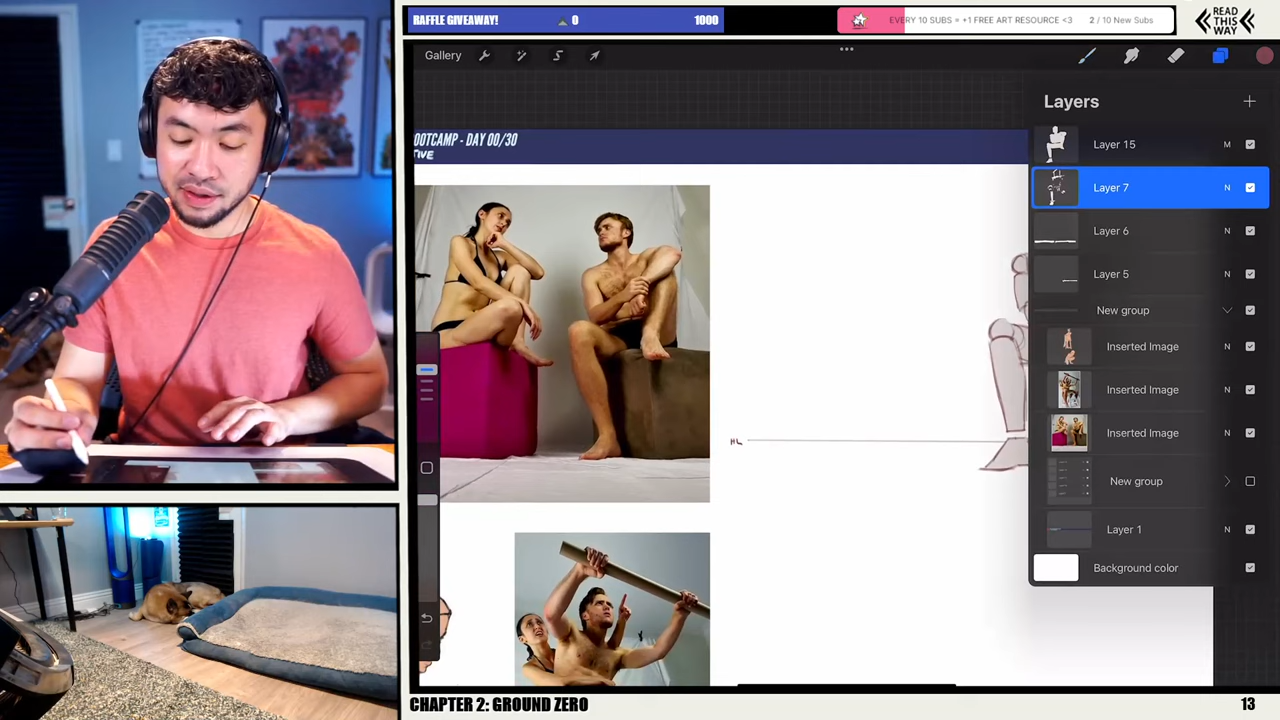 RAFFLE GIVEAWAY! 0 1000
EVERY 10 SUBS = +1 FREE ART RESOURCE <3 2 / 10 New Subs
READ
THIS
WAY
Gallery
Layers
Layer 15 M
Layer 7 N
Layer 6 N
Layer 5 N
New group
Inserted Image N
Inserted Image N
Inserted Image N
New group
Layer 1 N
Background color
OOTCAMP - DAY 00/30
TIVE
HL
CHAPTER 2: GROUND ZERO
13